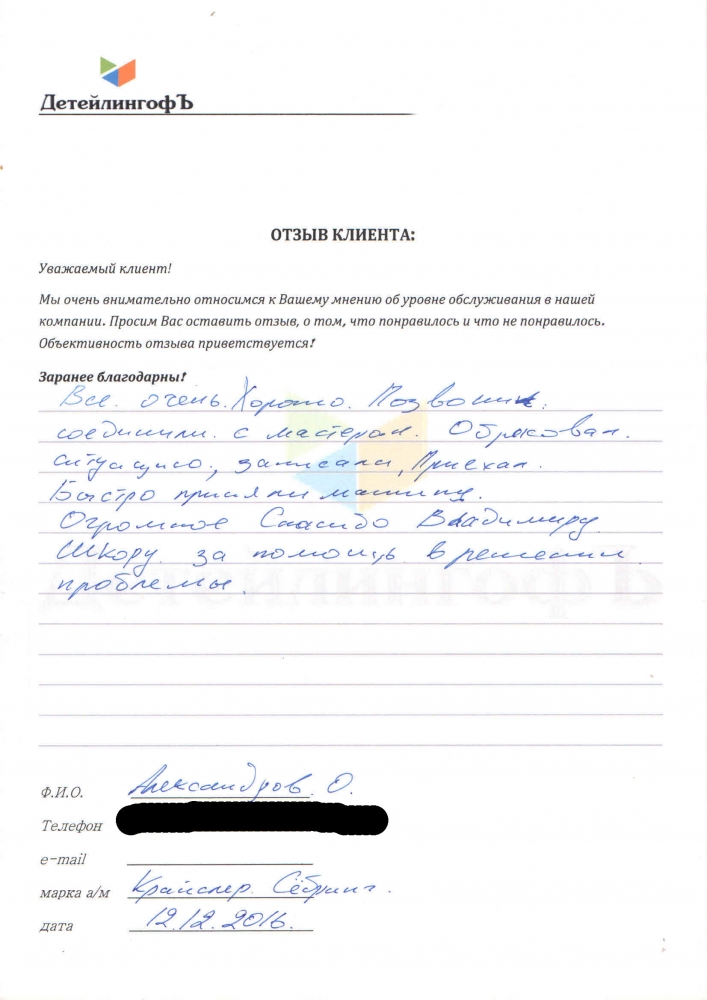 ДетейлингофЪ
ОТЗЫВ КЛИЕНТА:
Уважаемый клиент!
Мы очень внимательно относимся к Вашему мнению об уровне обслуживания в нашей
компании. Просим Вас оставить отзыв, о том, что понравилось и что не понравилось.
Объективность отзыва приветствуется!
Заранее благодарны!
Все. очень. Хорошо. Позвонил.
соединили. с мастером. Обрисовал.
ситуацию, записали, Приехал.
Быстро приняли машину.
Огромное Спасибо Владимиру.
Шкору. за помощь в решении.
проблемы.
Ф.И.О. Александров. О.
Телефон
e-mail
марка а/м Крайслер. Сёбринг.
дата 12.12.2016.